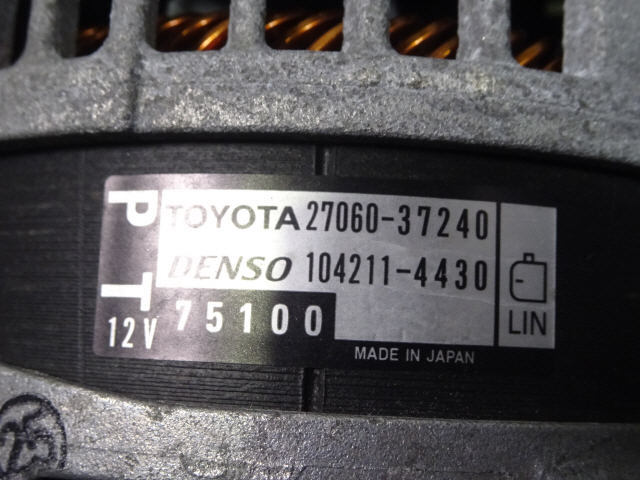 P TOYOTA 27060-37240
T DENSO 104211-4430
12V 75100 LIN
MADE IN JAPAN
25